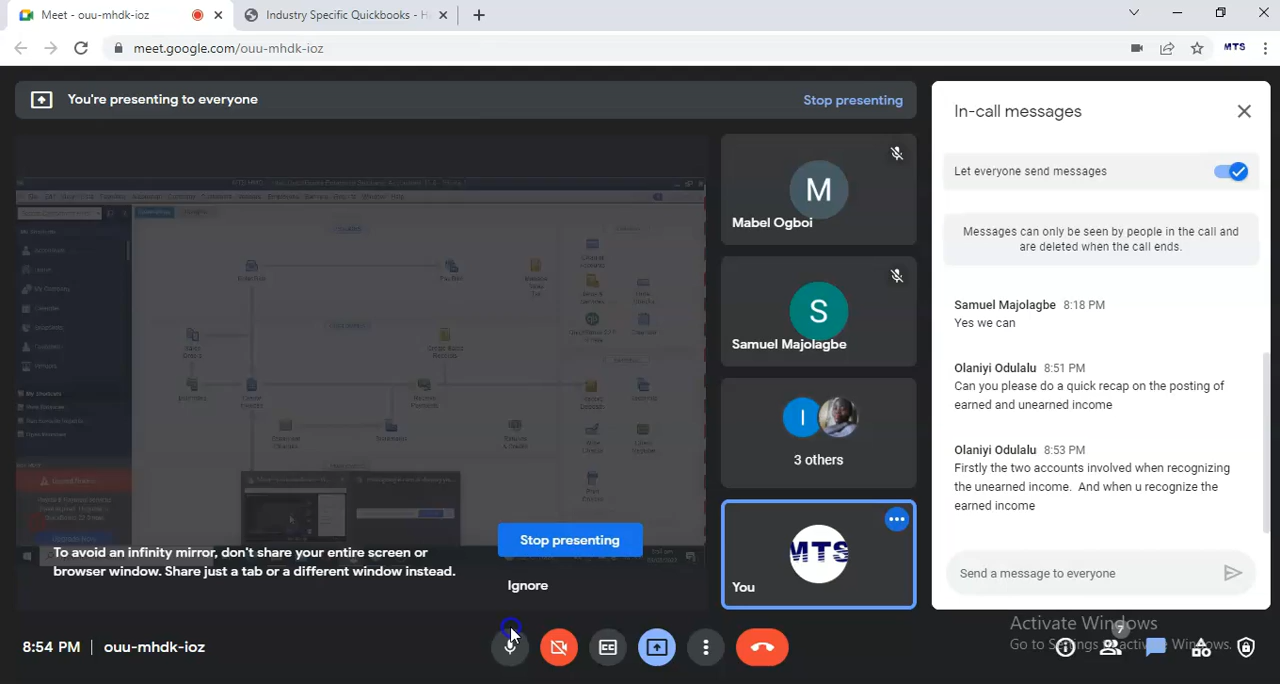 Meet - ouu-mhdk-ioz
Industry Specific Quickbooks - H
meet.google.com/ouu-mhdk-ioz
MTS
You're presenting to everyone
Stop presenting
In-call messages
Let everyone send messages
Messages can only be seen by people in the call and
are deleted when the call ends.
M
Mabel Ogboi
S
Samuel Majolagbe
I
3 others
MTS
You
Samuel Majolagbe 8:18 PM
Yes we can
Olaniyi Odulalu 8:51 PM
Can you please do a quick recap on the posting of
earned and unearned income
Olaniyi Odulalu 8:53 PM
Firstly the two accounts involved when recognizing
the unearned income. And when u recognize the
earned income
To avoid an infinity mirror, don't share your entire screen or
browser window. Share just a tab or a different window instead.
Stop presenting
Ignore
Send a message to everyone
Activate Windows
Go to Settings to activate Windows.
8:54 PM
ouu-mhdk-ioz
7